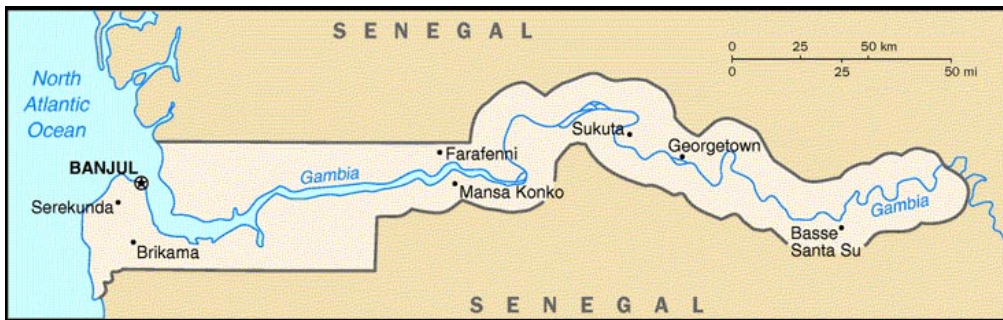 SENEGAL
0 25 50 km
0 25 50 mi
North
Atlantic
Ocean
BANJUL
Serekunda
Brikama
Gambia
Farafenni
Mansa Konko
Sukuta
Georgetown
Gambia
Basse
Santa Su
SENEGAL